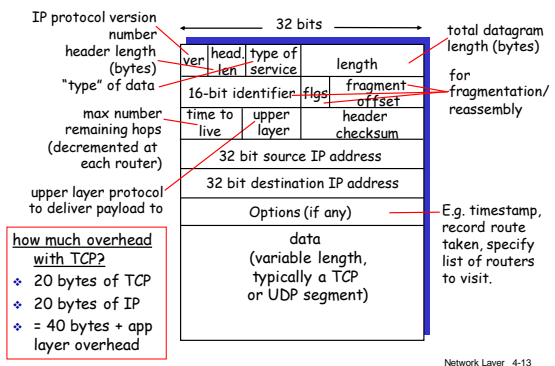 IP protocol version
number
header length
(bytes)
"type" of data
max number
remaining hops
(decremented at
each router)
upper layer protocol
to deliver payload to
32 bits
ver
head.
len
type of
service
length
16-bit identifier
flgs
fragment
offset
time to
live
upper
layer
header
checksum
32 bit source IP address
32 bit destination IP address
Options (if any)
data
(variable length,
typically a TCP
or UDP segment)
total datagram
length (bytes)
for
fragmentation/
reassembly
E.g. timestamp,
record route
taken, specify
list of routers
to visit.
how much overhead
with TCP?
❖ 20 bytes of TCP
❖ 20 bytes of IP
❖ = 40 bytes + app
layer overhead
Network Layer 4-13